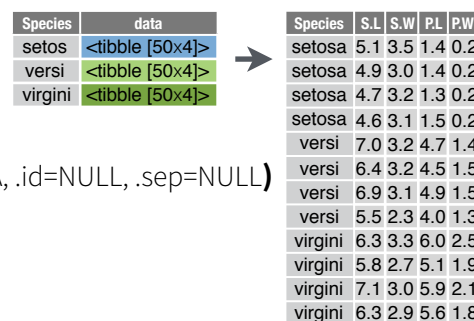 Species data
setos <tibble [50x4]>
versi <tibble [50x4]>
virgini <tibble [50x4]>
, .id=NULL, .sep=NULL)
Species S.L S.W P.L P.W
setosa 5.1 3.5 1.4 0.2
setosa 4.9 3.0 1.4 0.2
setosa 4.7 3.2 1.3 0.2
setosa 4.6 3.1 1.5 0.2
versi 7.0 3.2 4.7 1.4
versi 6.4 3.2 4.5 1.5
versi 6.9 3.1 4.9 1.5
versi 5.5 2.3 4.0 1.3
virgini 6.3 3.3 6.0 2.5
virgini 5.8 2.7 5.1 1.9
virgini 7.1 3.0 5.9 2.1
virgini 6.3 2.9 5.6 1.8